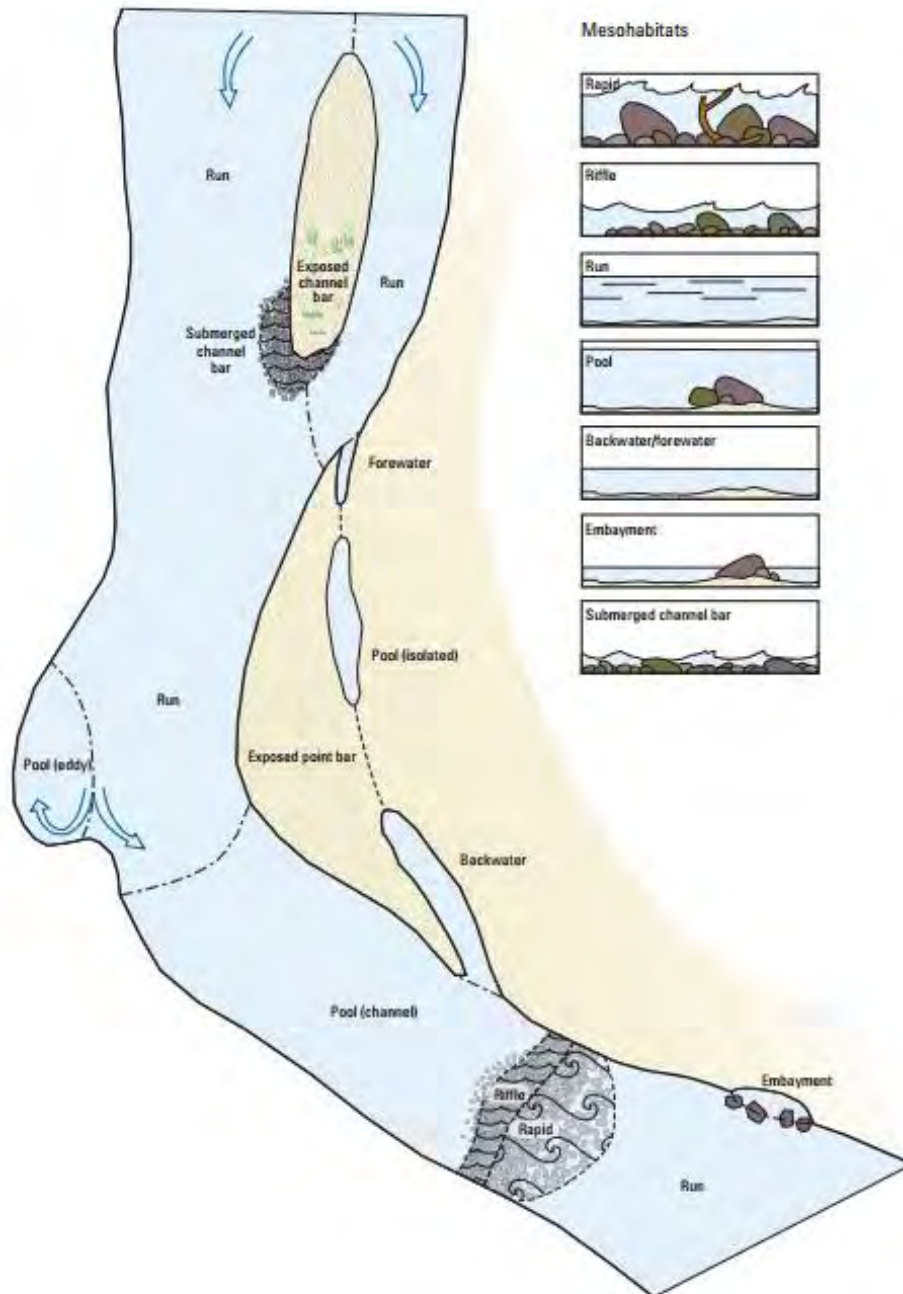 Mesohabitats
Rapid
Riffle
Run
Pool
Backwater/forewater
Embayment
Submerged channel bar
Run
Exposed
channel
bar
Run
Submerged
channel
bar
Forewater
Pool (isolated)
Run
Exposed point bar
Pool (eddy)
Backwater
Pool (channel)
Riffle
Rapid
Embayment
Run